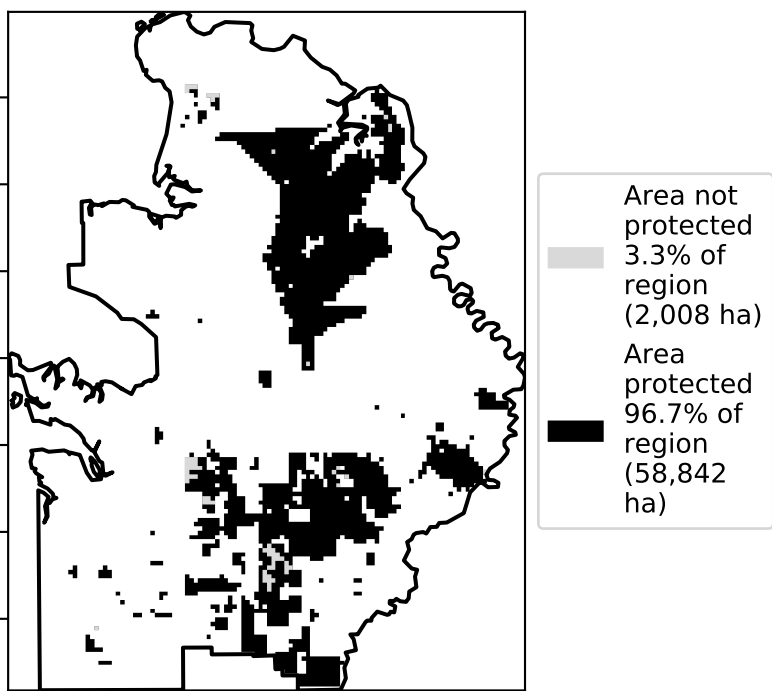 Area not
protected
3.3% of
region
(2,008 ha)
Area
protected
96.7% of
region
(58,842
ha)